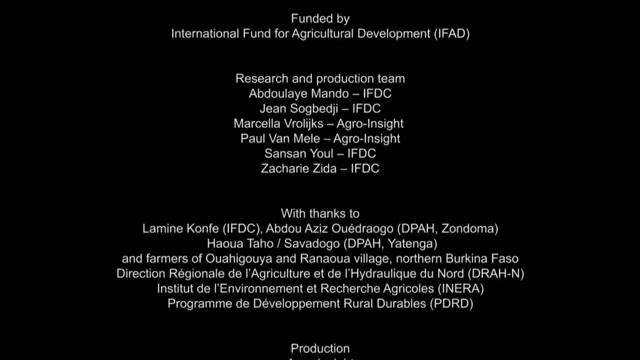 Funded by
International Fund for Agricultural Development (IFAD)
Research and production team
Abdoulaye Mando – IFDC
Jean Sogbedji – IFDC
Marcella Vrolijks – Agro-Insight
Paul Van Mele – Agro-Insight
Sansan Youl – IFDC
Zacharie Zida – IFDC
With thanks to
Lamine Konfe (IFDC), Abdou Aziz Ouédraogo (DPAH, Zondoma)
Haoua Taho / Savadogo (DPAH, Yatenga)
and farmers of Ouahigouya and Ranaoua village, northern Burkina Faso
Direction Régionale de l’Agriculture et de l’Hydraulique du Nord (DRAH-N)
Institut de l’Environnement et Recherche Agricoles (INERA)
Programme de Développement Rural Durables (PDRD)
Production